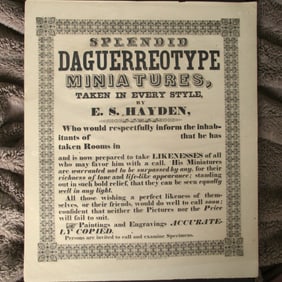 SPLENDID
DAGUERREOTYPE
MINIATURES,
TAKEN IN EVERY STYLE,
BY
E. S. HAYDEN,
Who would respectfully inform the inhab-
itants of that he has
taken Rooms in
and is now prepared to take LIKENESSES of all
who may favor him with a call. His Miniatures
are warranted not to be surpassed by any, for their
richness of tone and life-like appearance; standing
out in such bold relief, that they can be seen equally
well in any light.
All those wishing a perfect likeness of them-
selves, or their friends, would do well to call soon;
confident that neither the Pictures nor the Price
will fail to suit.
☞ Paintings and Engravings ACCURATE-
LY COPIED.
Persons are invited to call and examine Specimens.